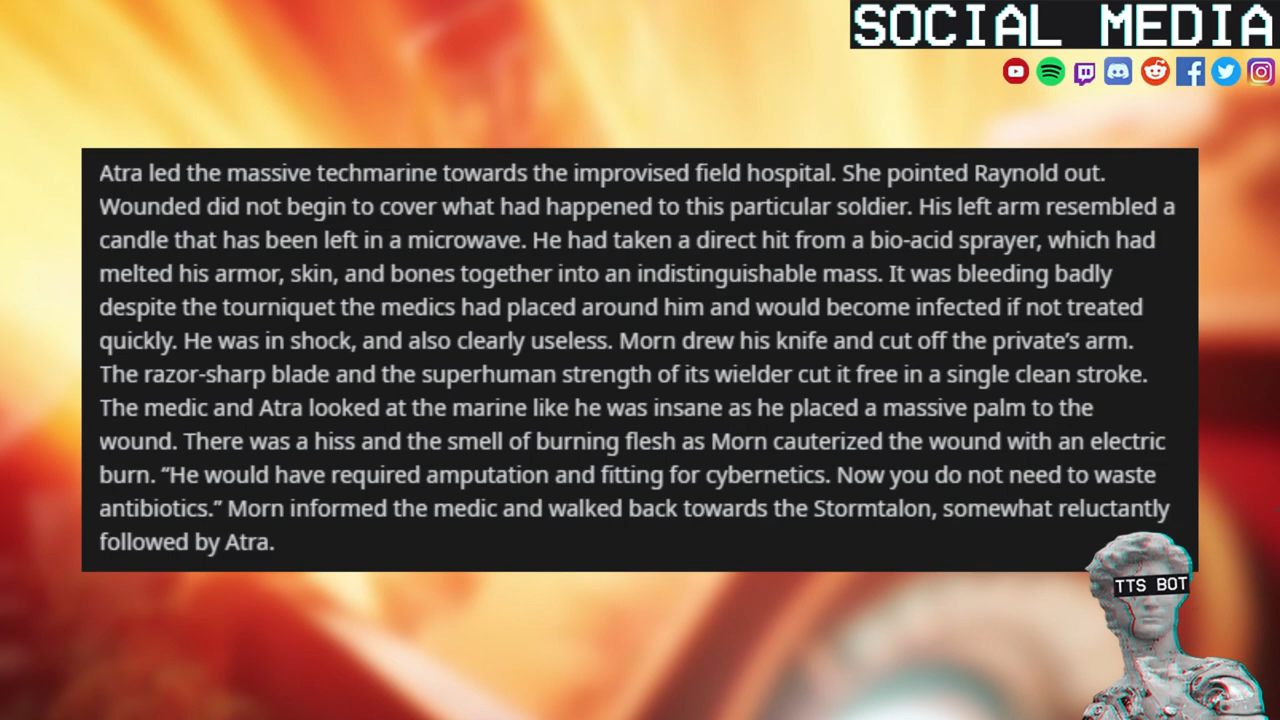 SOCIAL MEDIA
Atra led the massive techmarine towards the improvised field hospital. She pointed Raynold out.
Wounded did not begin to cover what had happened to this particular soldier. His left arm resembled a
candle that has been left in a microwave. He had taken a direct hit from a bio-acid sprayer, which had
melted his armor, skin, and bones together into an indistinguishable mass. It was bleeding badly
despite the tourniquet the medics had placed around him and would become infected if not treated
quickly. He was in shock, and also clearly useless. Morn drew his knife and cut off the private’s arm.
The razor-sharp blade and the superhuman strength of its wielder cut it free in a single clean stroke.
The medic and Atra looked at the marine like he was insane as he placed a massive palm to the
wound. There was a hiss and the smell of burning flesh as Morn cauterized the wound with an electric
burn. “He would have required amputation and fitting for cybernetics. Now you do not need to waste
antibiotics.” Morn informed the medic and walked back towards the Stormtalon, somewhat reluctantly
followed by Atra.
TTS BOT